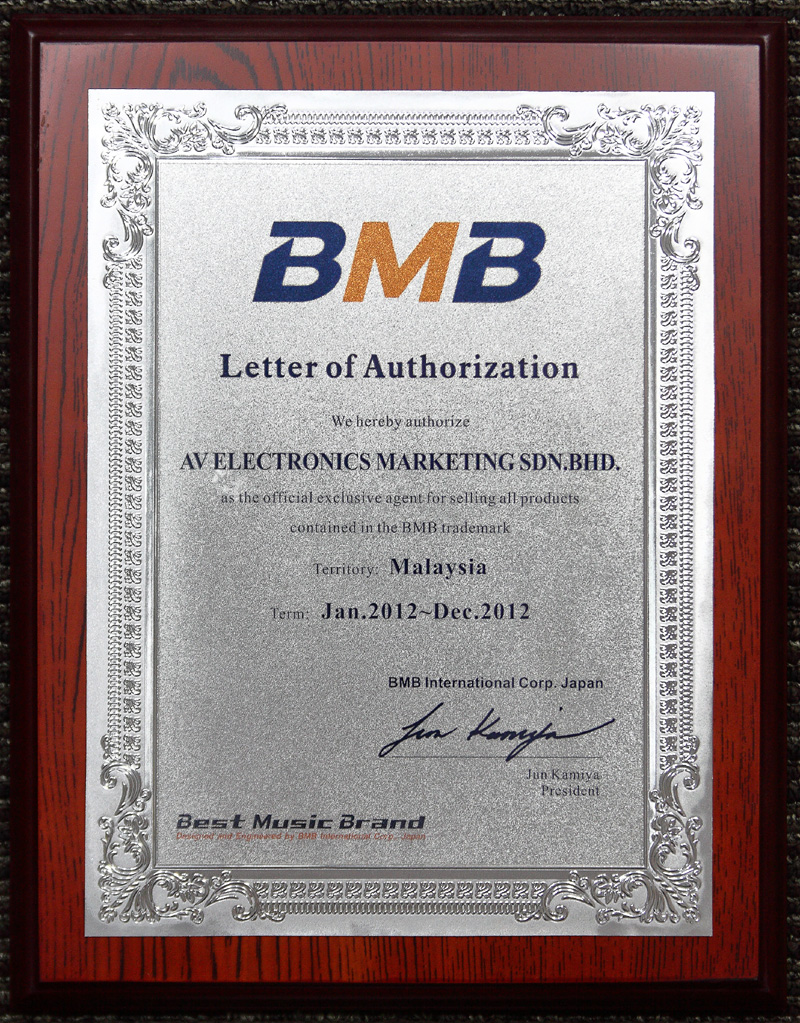 BMB
Letter of Authorization
We hereby authorize
AV ELECTRONICS MARKETING SDN.BHD.
as the official exclusive agent for selling all products
contained in the BMB trademark
Territory: Malaysia
Term: Jan.2012~Dec.2012
BMB International Corp. Japan
Jun Kamiya
Jun Kamiya
President
Best Music Brand
Designed and Engineered by BMB International Corp., Japan